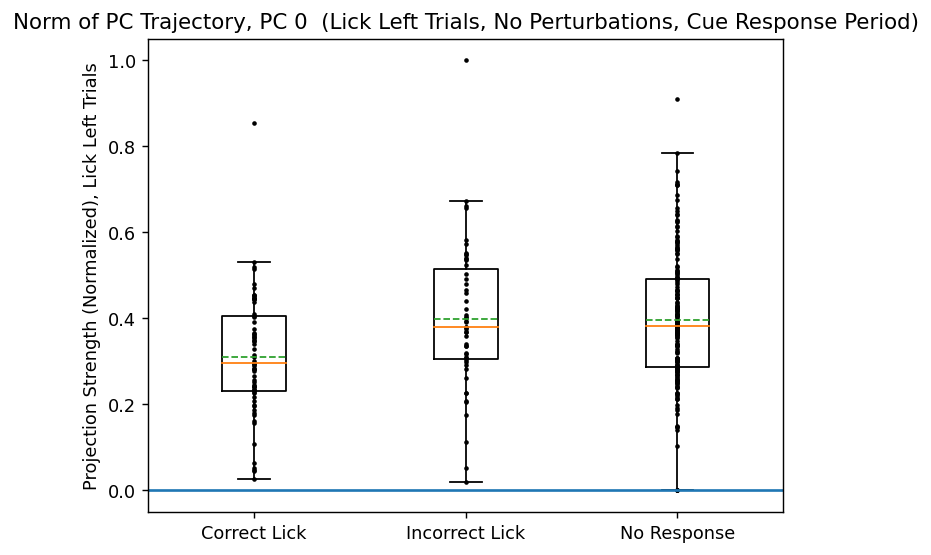 Norm of PC Trajectory, PC 0  (Lick Left Trials, No Perturbations, Cue Response Period)
Projection Strength (Normalized), Lick Left Trials
1.0
0.8
0.6
0.4
0.2
0.0
Correct Lick
Incorrect Lick
No Response